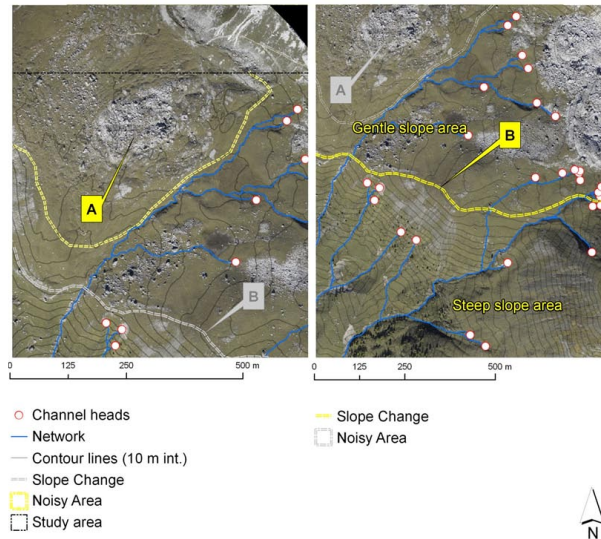 A
B
0
125
250
500 m
Channel heads
Network
Contour lines (10 m int.)
Slope Change
Noisy Area
Study area
A
Gentle slope area
B
Steep slope area
0
125
250
500 m
Slope Change
Noisy Area
N